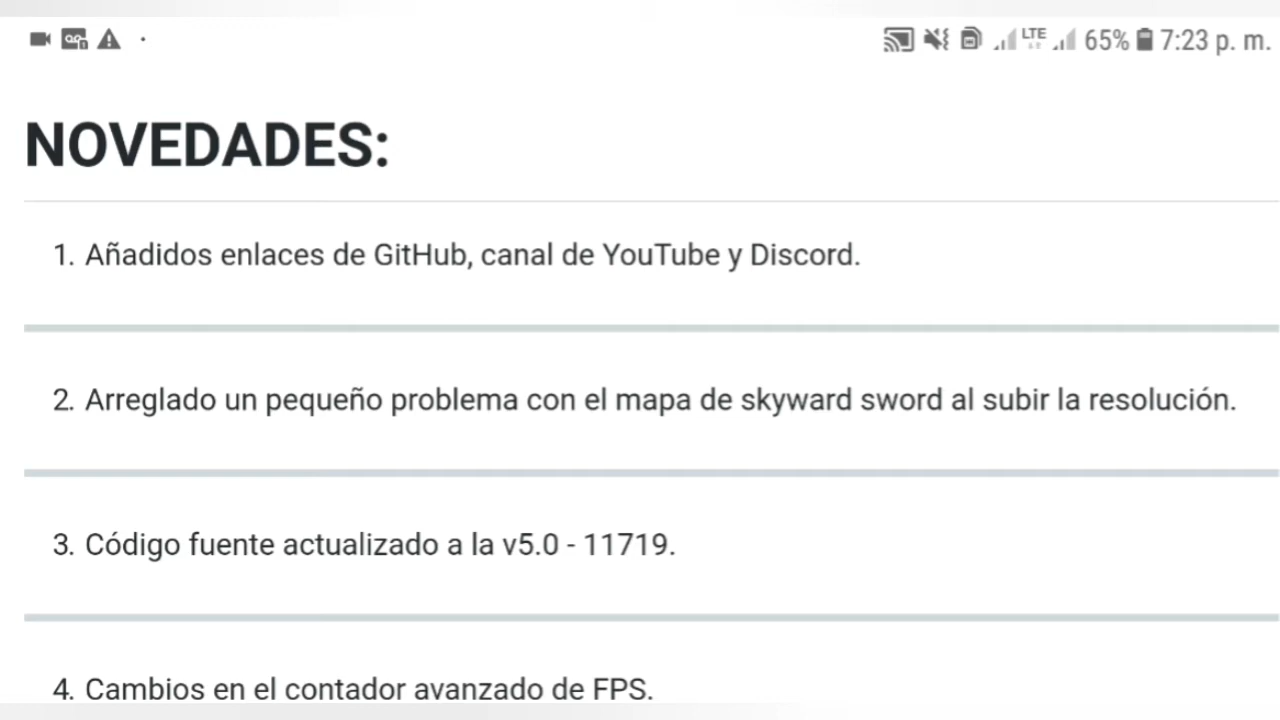 LTE 65% 7:23 p. m.
NOVEDADES:
1. Añadidos enlaces de GitHub, canal de YouTube y Discord.
2. Arreglado un pequeño problema con el mapa de skyward sword al subir la resolución.
3. Código fuente actualizado a la v5.0 - 11719.
4. Cambios en el contador avanzado de FPS.